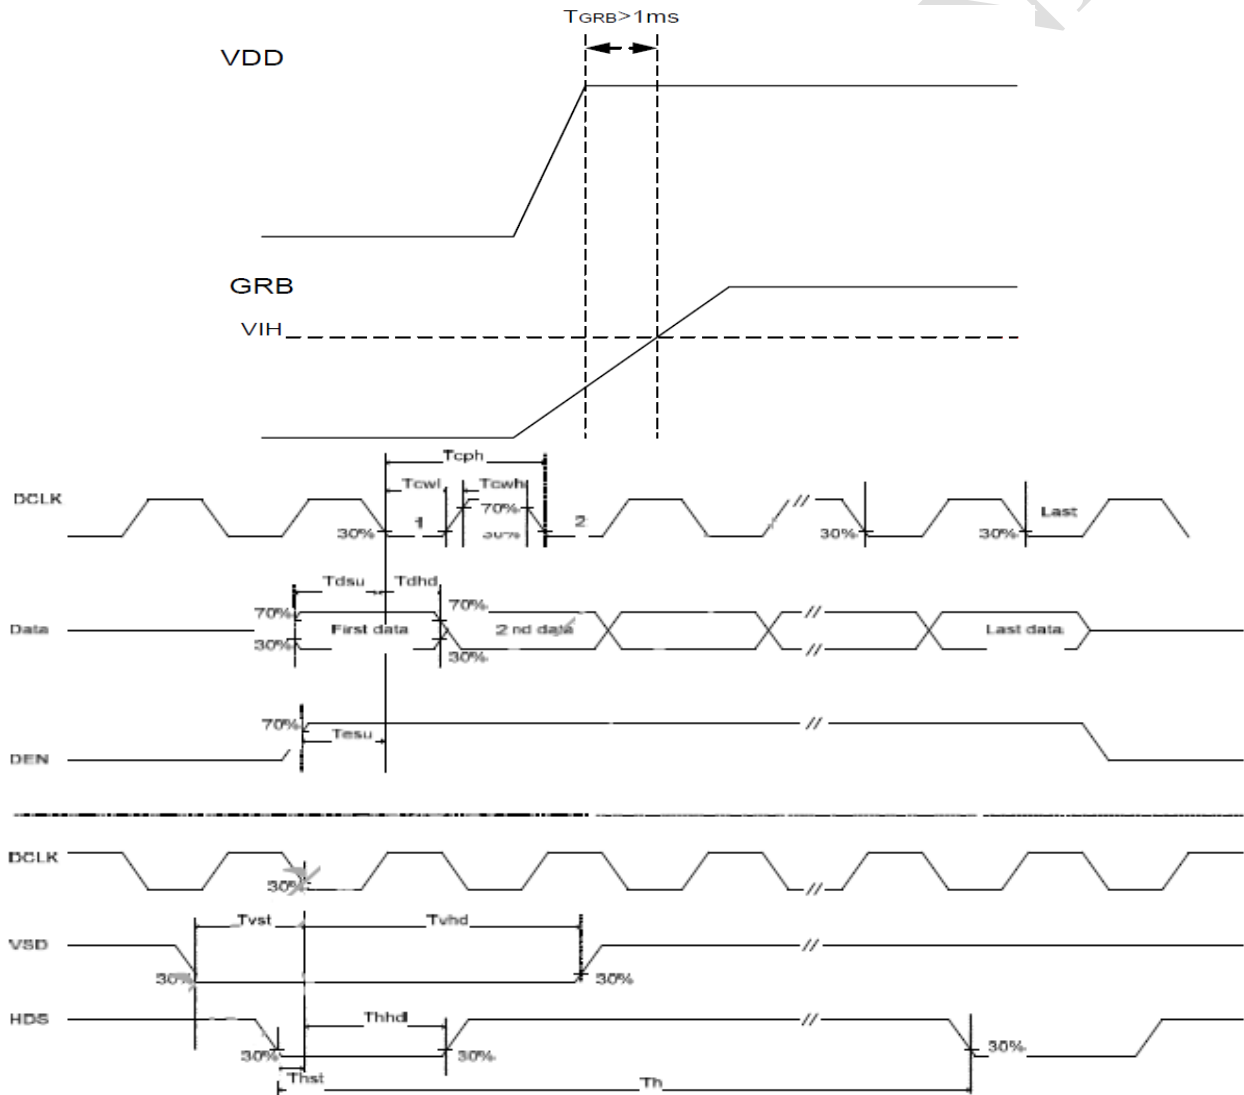 TGRB>1ms
VDD
GRB
VIH
Tcph
Tcwl Tcwh
DCLK
70%
30% 1 30% 2 30% 30% Last
Tdsu Tdhd
70% 70%
Data First data 2 nd data Last data
30% 30%
70%
Tesu
DEN
DCLK
30%
Tvst Tvhd
VSD
30% 30%
HDS
Thhd
30% 30% 30%
Thst Th